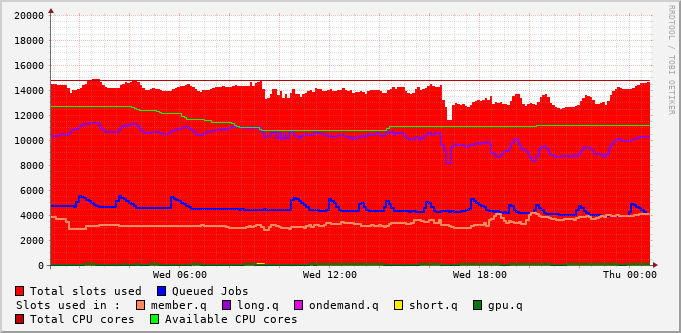 RRDTOOL / TOBI OETIKER
20000
18000
16000
14000
12000
10000
8000
6000
4000
2000
0
Wed 06:00 Wed 12:00 Wed 18:00 Thu 00:00
Total slots used Queued Jobs
Slots used in : member.q long.q ondemand.q short.q gpu.q
Total CPU cores Available CPU cores